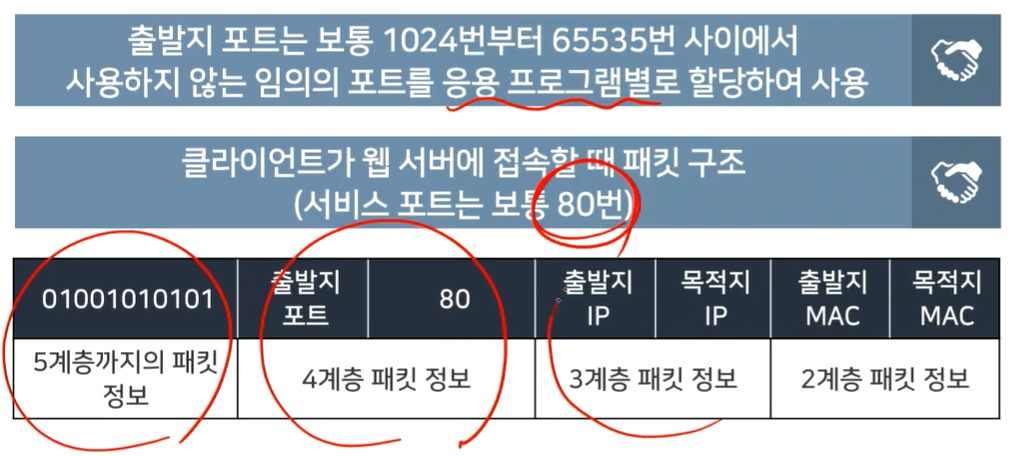 출발지 포트는 보통 1024번부터 65535번 사이에서
사용하지 않는 임의의 포트를 응용 프로그램별로 할당하여 사용
클라이언트가 웹 서버에 접속할 때 패킷 구조
(서비스 포트는 보통 80번)
01001010101
출발지
포트
80
출발지
IP
목적지
IP
출발지
MAC
목적지
MAC
5계층까지의 패킷
정보
4계층 패킷 정보
3계층 패킷 정보
2계층 패킷 정보